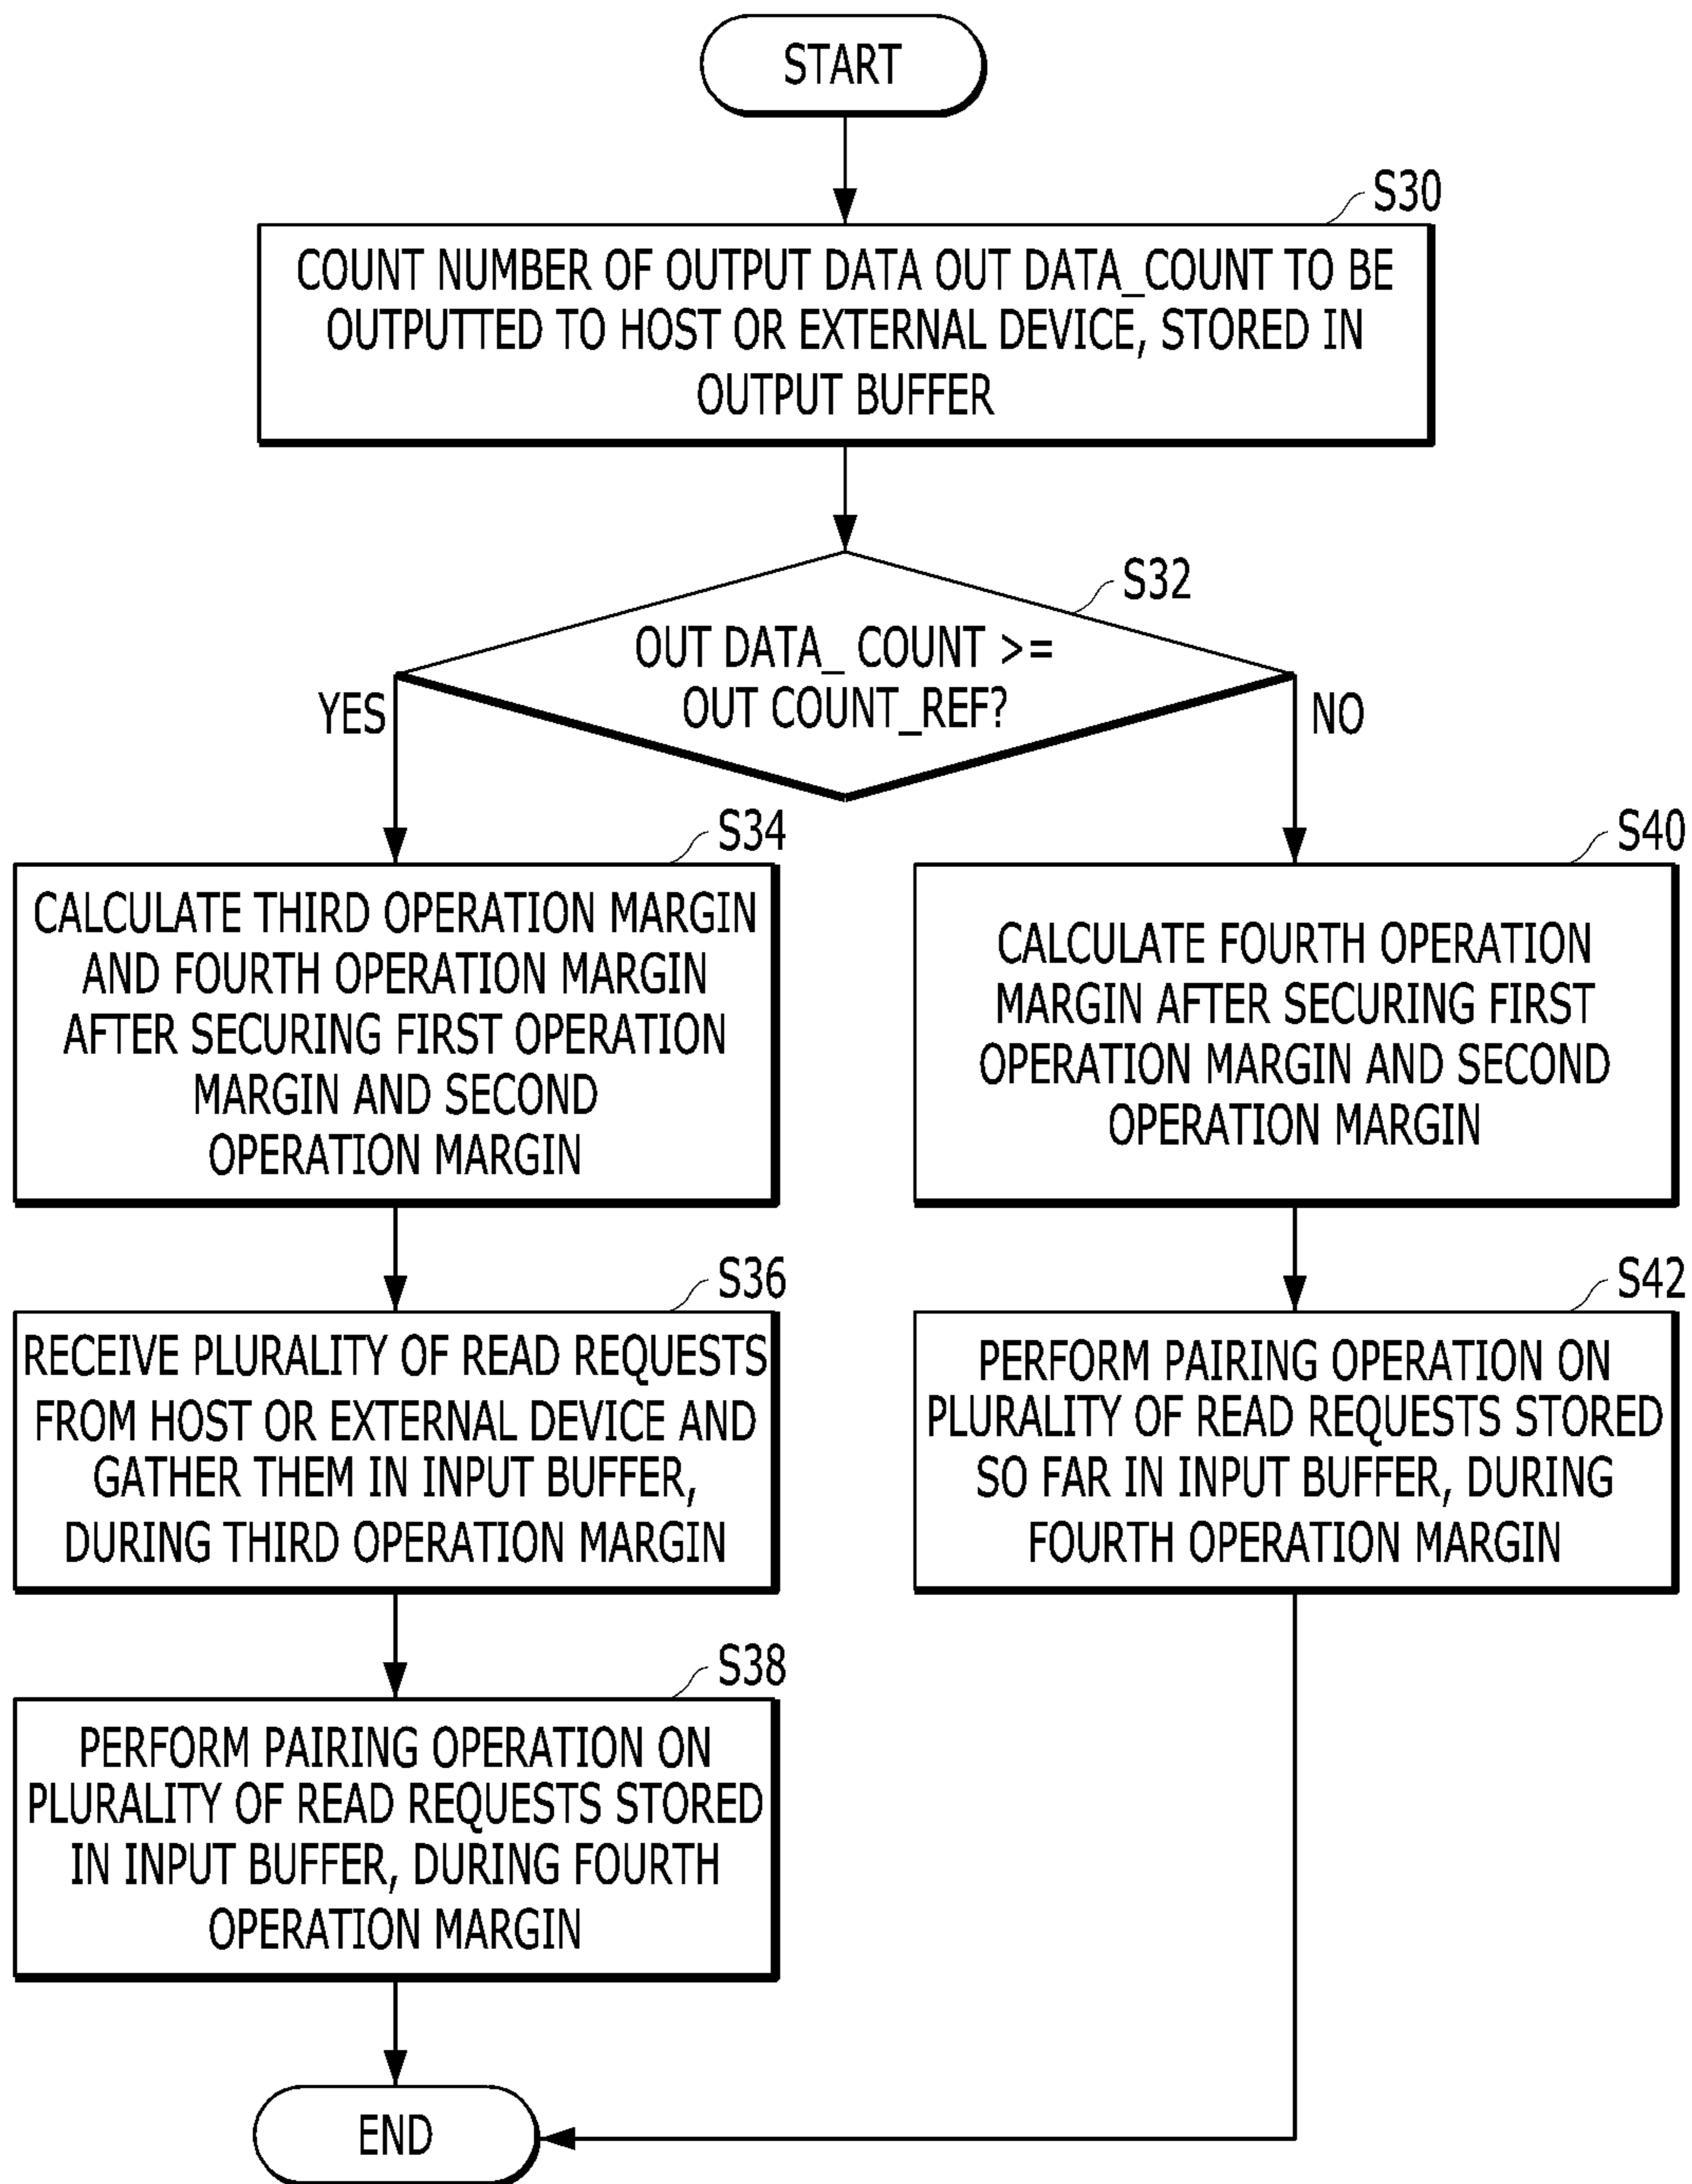 START
S30
COUNT NUMBER OF OUTPUT DATA OUT DATA_COUNT TO BE
OUTPUTTED TO HOST OR EXTERNAL DEVICE, STORED IN
OUTPUT BUFFER
S32
OUT DATA_ COUNT >=
OUT COUNT_REF?
YES
NO
S34
CALCULATE THIRD OPERATION MARGIN
AND FOURTH OPERATION MARGIN
AFTER SECURING FIRST OPERATION
MARGIN AND SECOND
OPERATION MARGIN
S40
CALCULATE FOURTH OPERATION
MARGIN AFTER SECURING FIRST
OPERATION MARGIN AND SECOND
OPERATION MARGIN
S36
RECEIVE PLURALITY OF READ REQUESTS
FROM HOST OR EXTERNAL DEVICE AND
GATHER THEM IN INPUT BUFFER,
DURING THIRD OPERATION MARGIN
S42
PERFORM PAIRING OPERATION ON
PLURALITY OF READ REQUESTS STORED
SO FAR IN INPUT BUFFER, DURING
FOURTH OPERATION MARGIN
S38
PERFORM PAIRING OPERATION ON
PLURALITY OF READ REQUESTS STORED
IN INPUT BUFFER, DURING FOURTH
OPERATION MARGIN
END